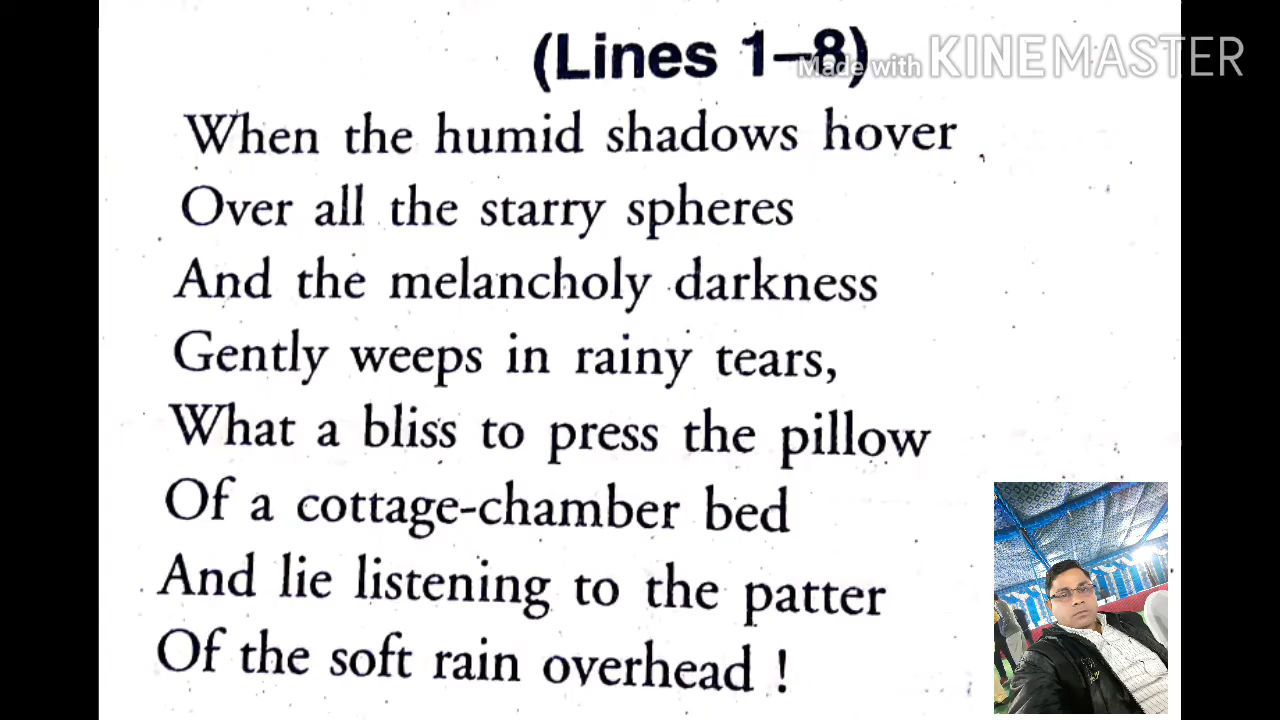 (Lines 1–8)
Made with KINEMASTER
When the humid shadows hover
Over all the starry spheres
And the melancholy darkness
Gently weeps in rainy tears,
What a bliss to press the pillow
Of a cottage-chamber bed
And lie listening to the patter
Of the soft rain overhead !